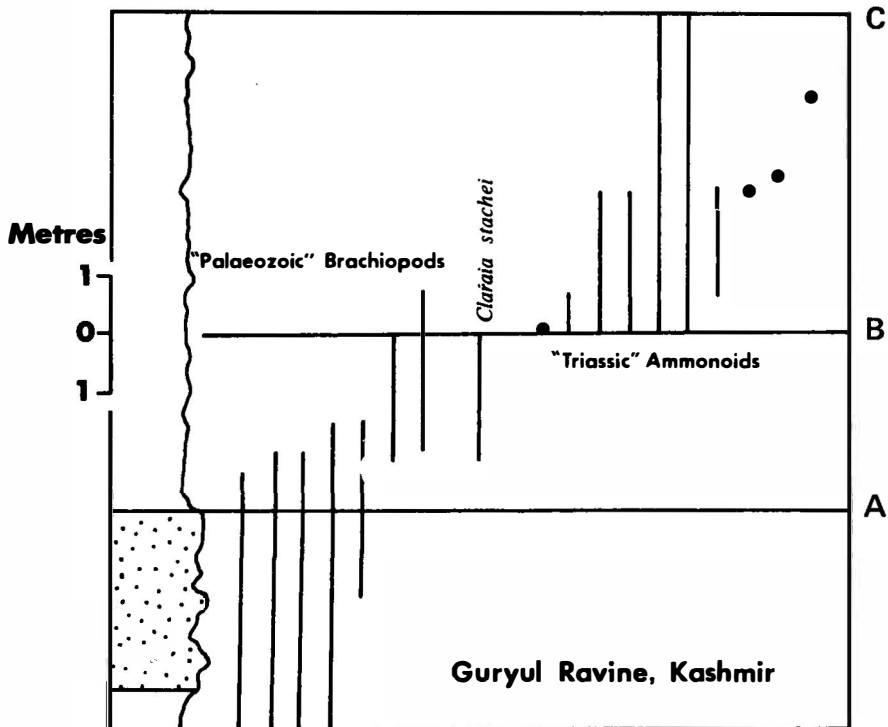 C
Metres
"Palaeozoic" Brachiopods
Claraia stachei
1
0
1
B
"Triassic" Ammonoids
A
Guryul Ravine, Kashmir